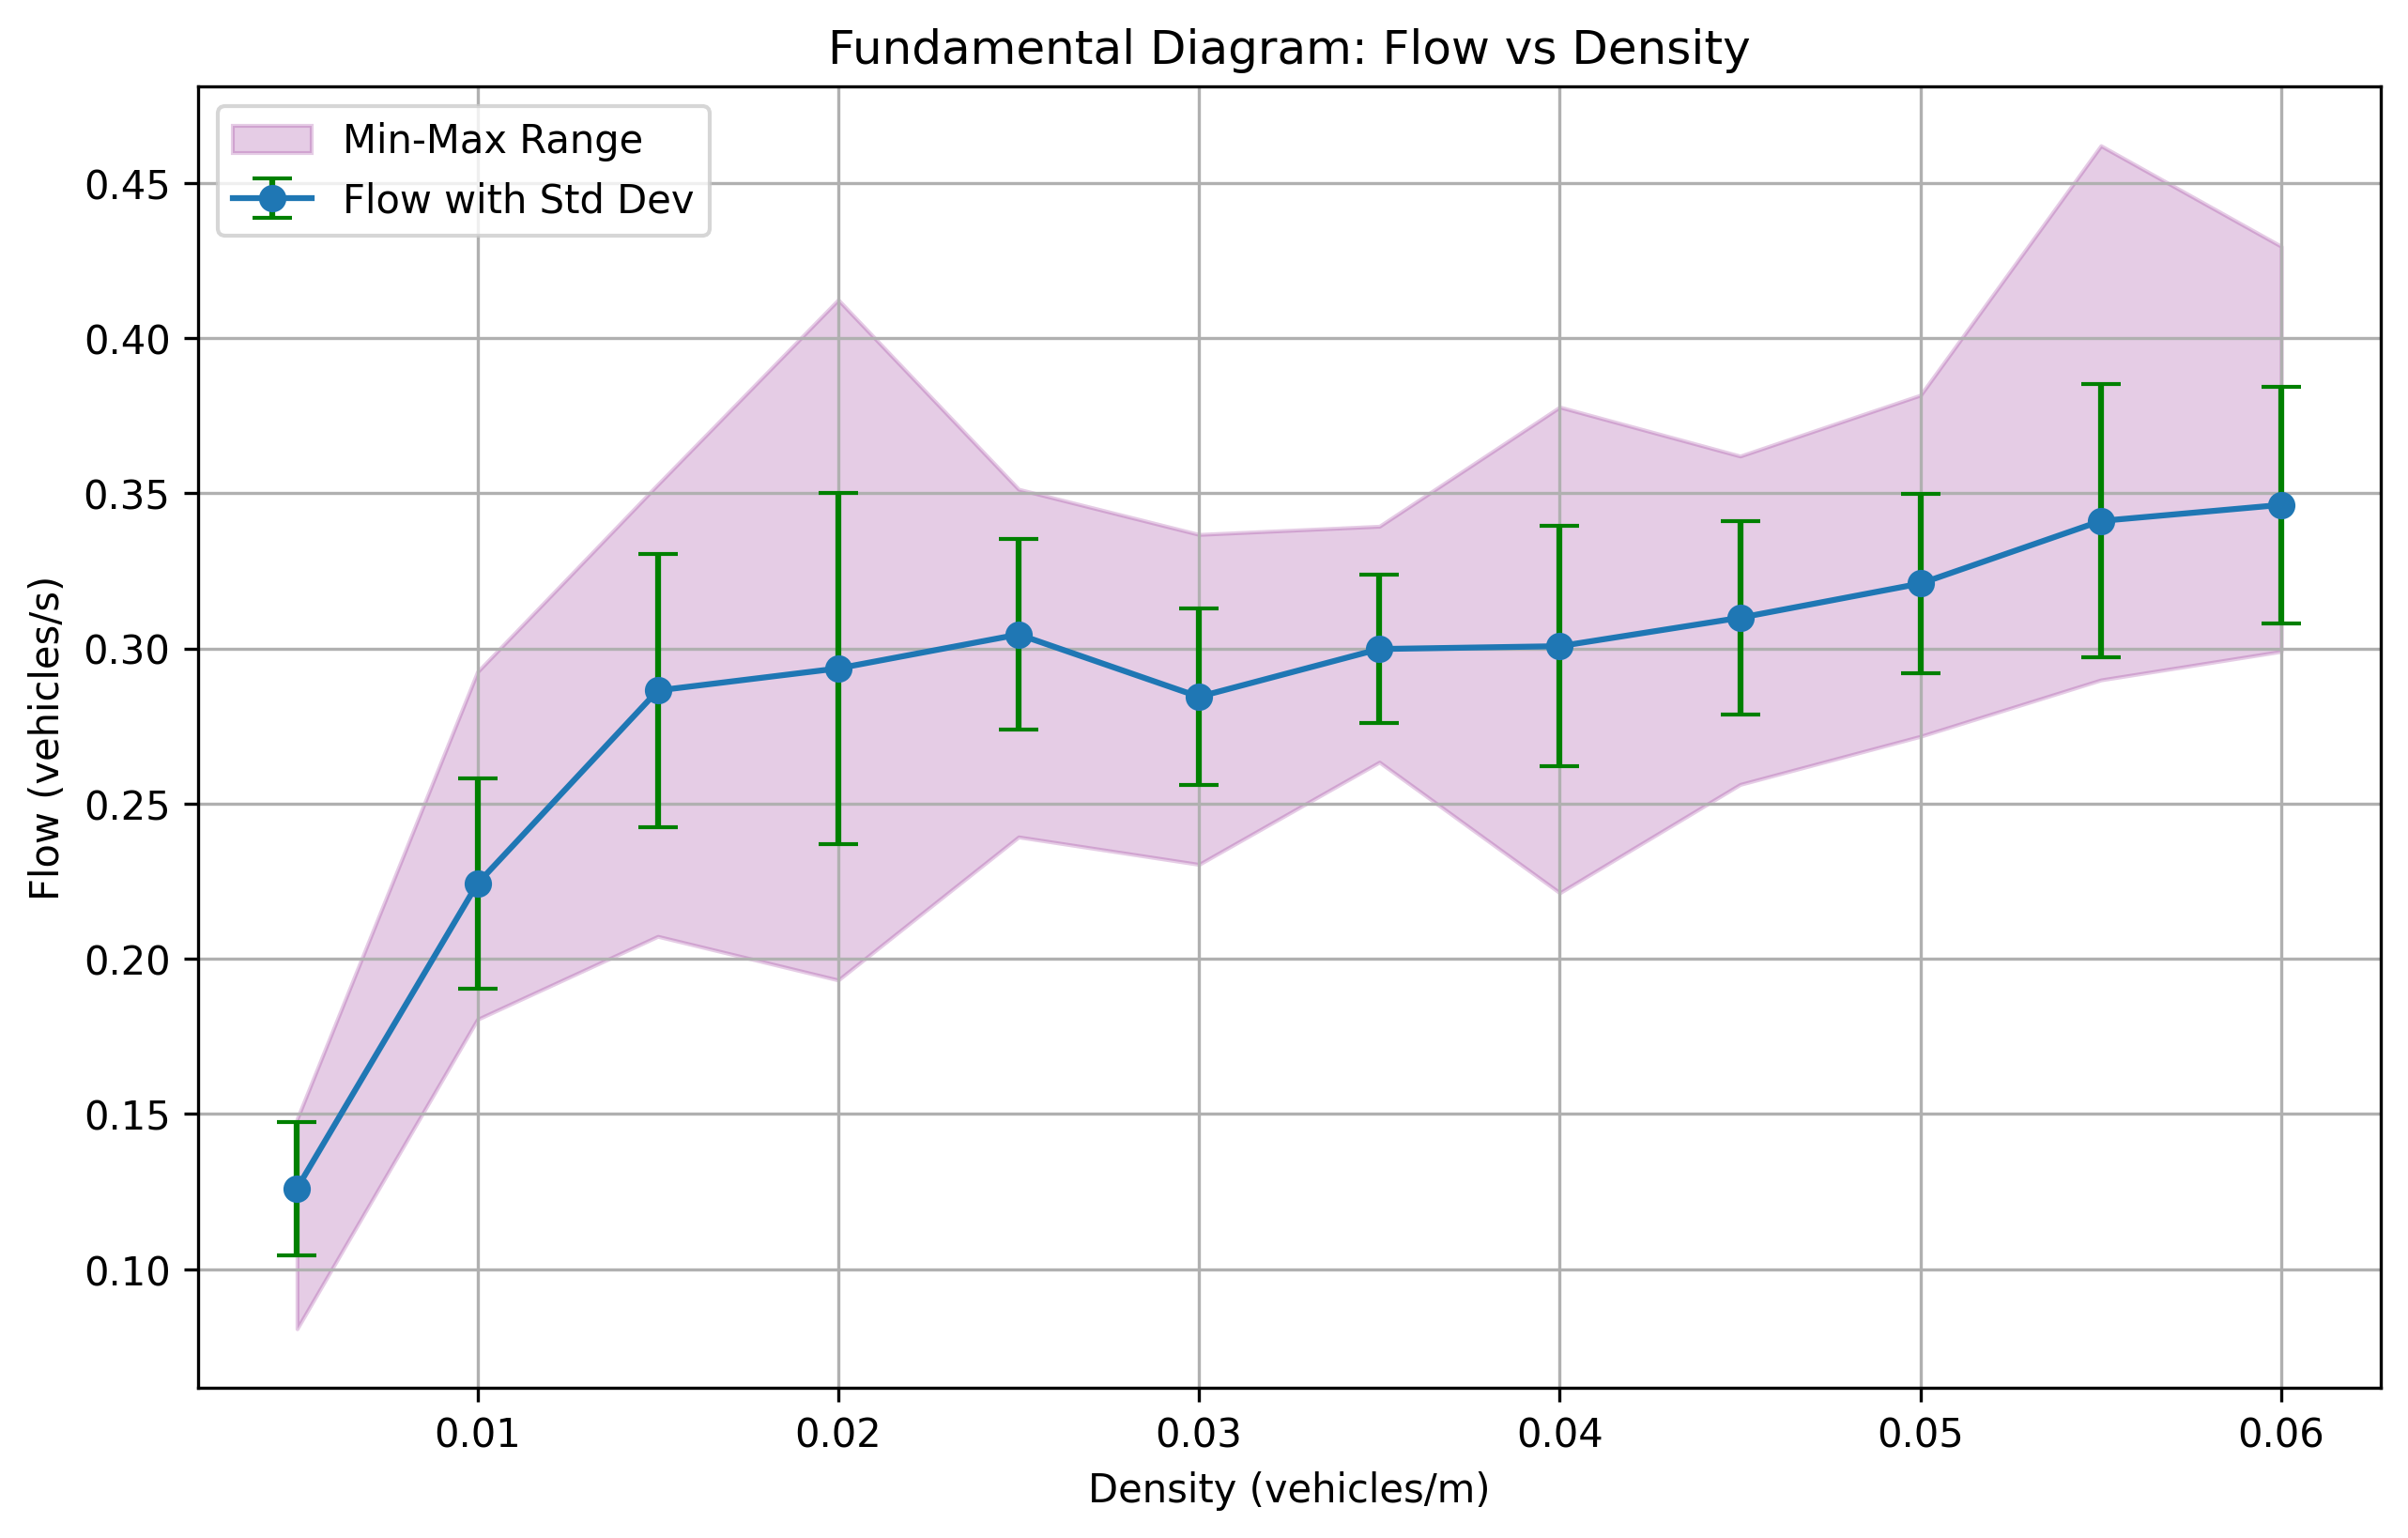 Fundamental Diagram: Flow vs Density
Min-Max Range
Flow with Std Dev
Flow (vehicles/s)
0.45
0.40
0.35
0.30
0.25
0.20
0.15
0.10
0.01 0.02 0.03 0.04 0.05 0.06
Density (vehicles/m)